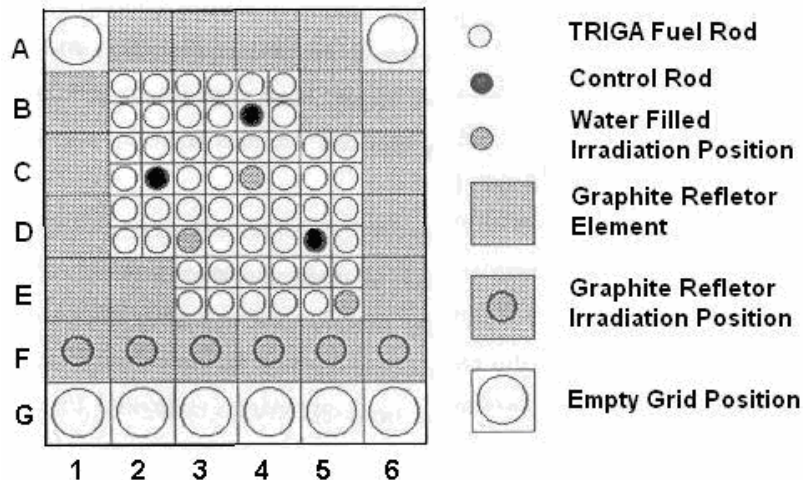 A
B
C
D
E
F
G
1 2 3 4 5 6
TRIGA Fuel Rod
Control Rod
Water Filled
Irradiation Position
Graphite Refletor
Element
Graphite Refletor
Irradiation Position
Empty Grid Position